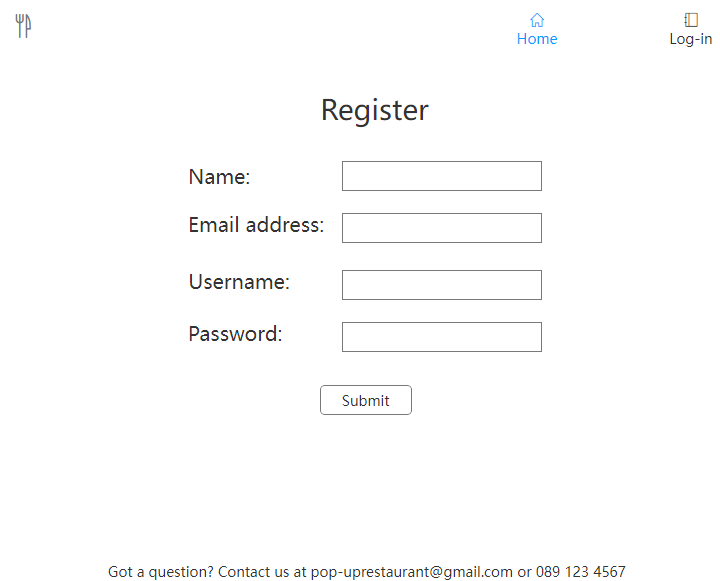 Home
Log-in
Register
Name:
Email address:
Username:
Password:
Submit
Got a question? Contact us at pop-uprestaurant@gmail.com or 089 123 4567